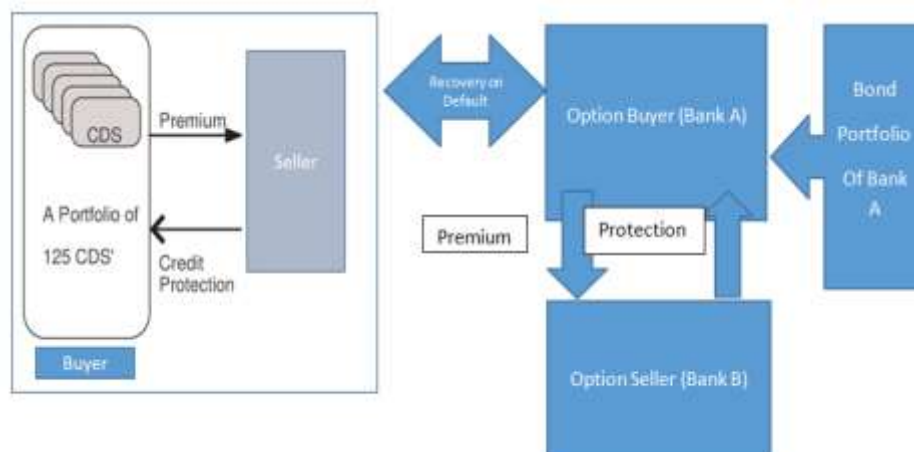 CDS
Premium
Seller
A Portfolio of
125 CDS'
Credit
Protection
Buyer
Recovery on
Default
Option Buyer (Bank A)
Premium
Protection
Option Seller (Bank B)
Bond
Portfolio
Of Bank
A